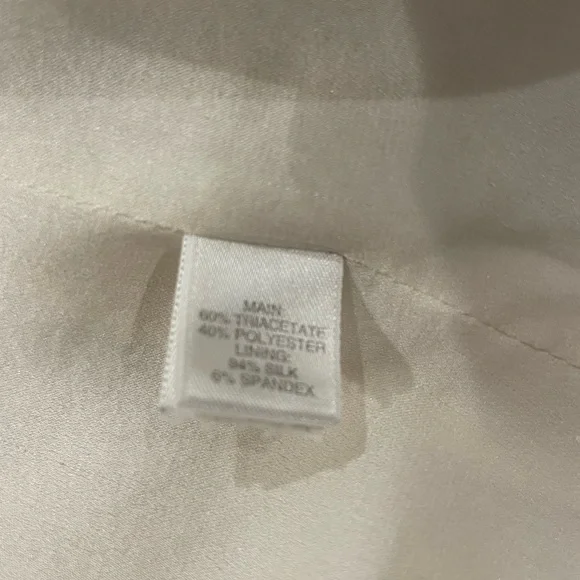 MAIN:
60% TRIACETATE
40% POLYESTER
LINING:
94% SILK
6% SPANDEX